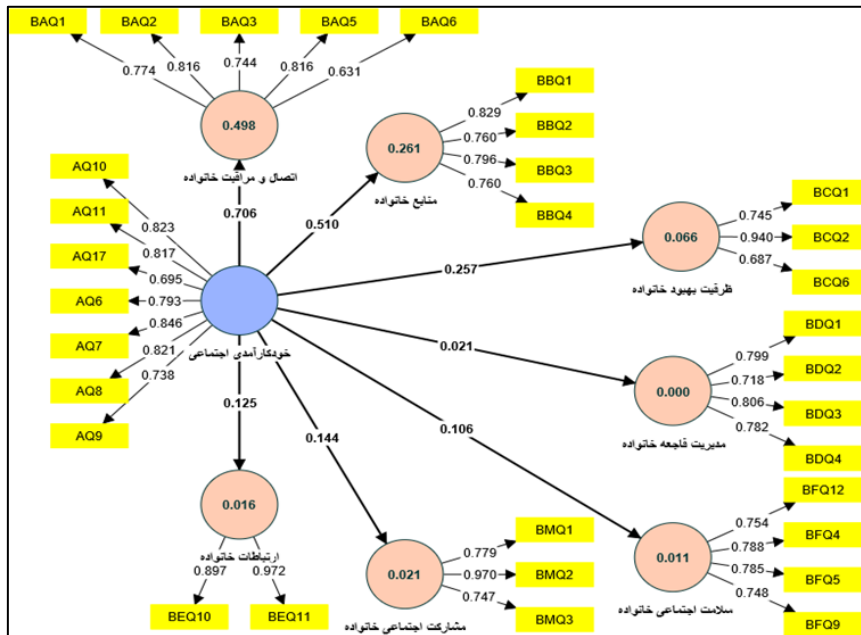 BAQ1
BAQ2
BAQ3
BAQ5
BAQ6
0.774
0.816
0.744
0.816
0.631
0.498
اتصال و مراقبت خانواده
0.706
BBQ1
BBQ2
BBQ3
BBQ4
0.829
0.760
0.796
0.760
0.261
منابع خانواده
0.510
BCQ1
BCQ2
BCQ6
0.745
0.940
0.687
0.066
ظرفیت بهبود خانواده
0.257
AQ10
AQ11
AQ17
AQ6
AQ7
AQ8
AQ9
0.823
0.817
0.695
0.793
0.846
0.821
0.738
خودکارآمدی اجتماعی
0.021
BDQ1
BDQ2
BDQ3
BDQ4
0.799
0.718
0.806
0.782
0.000
مدیریت فاجعه خانواده
0.125
0.144
0.106
0.016
ارتباطات خانواده
0.897
0.972
BEQ10
BEQ11
0.021
مشارکت اجتماعی خانواده
0.779
0.970
0.747
BMQ1
BMQ2
BMQ3
0.011
سلامت اجتماعی خانواده
0.754
0.788
0.785
0.748
BFQ12
BFQ4
BFQ5
BFQ9